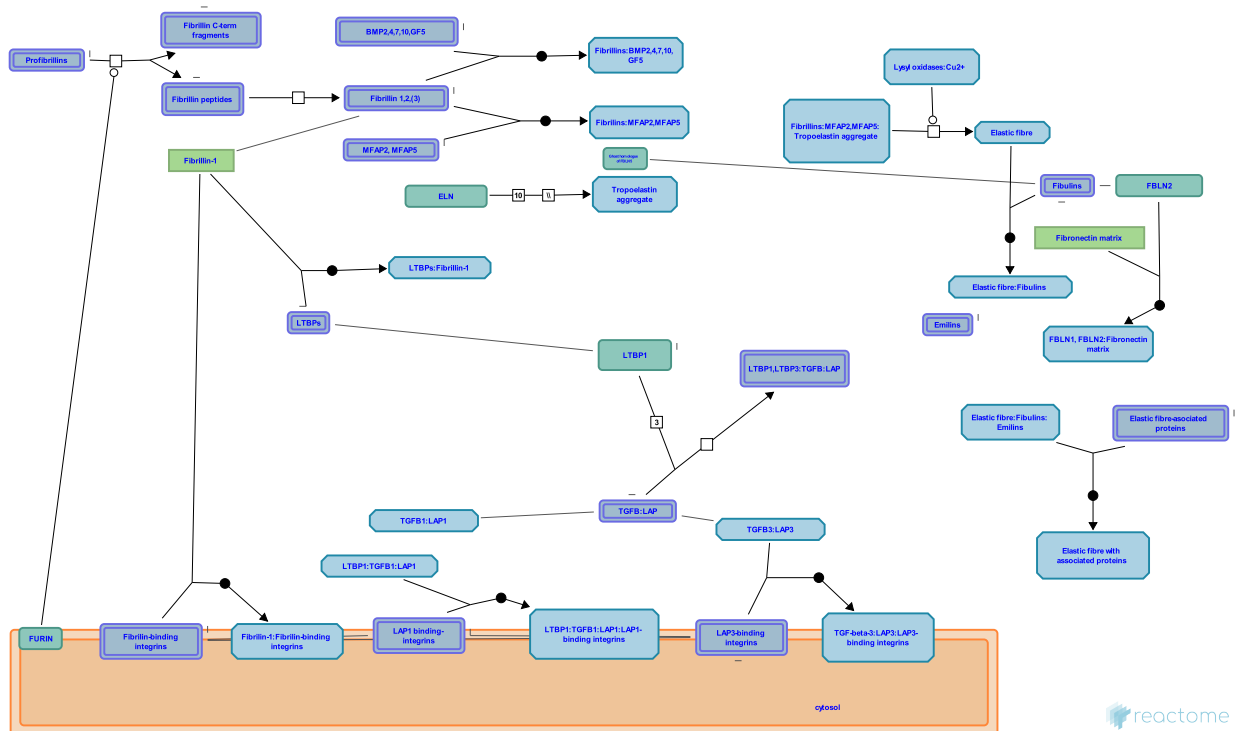 Fibrillin C-term
fragments
Profibrillins
Fibrillin peptides
BMP2,4,7,10,GF5
Fibrillins:BMP2,4,7,10,
GF5
Fibrillin 1,2,(3)
Fibrilins:MFAP2,MFAP5
MFAP2, MFAP5
Fibrillin-1
ELN
10
\\
Tropoelastin
aggregate
Lysyl oxidases:Cu2+
Fibrillins:MFAP2,MFAP5:
Tropoelastin aggregate
Elastic fibre
Fibulins
FBLN2
Fibronectin matrix
LTBPs:Fibrillin-1
Elastic fibre:Fibulins
LTBPs
Emilins
FBLN1, FBLN2:Fibronectin
matrix
LTBP1
LTBP1,LTBP3:TGFB:LAP
3
Elastic fibre:Fibulins:
Emilins
Elastic fibre-asociated
proteins
TGFB:LAP
TGFB1:LAP1
TGFB3:LAP3
Elastic fibre with
associated proteins
LTBP1:TGFB1:LAP1
FURIN
Fibrilin-binding
integrins
Fibrilin-1:Fibrilin-binding
integrins
LAP1 binding-
integrins
LTBP1:TGFB1:LAP1:LAP1-
binding integrins
LAP3-binding
integrins
TGF-beta-3:LAP3:LAP3-
binding integrins
cytosol
reactome